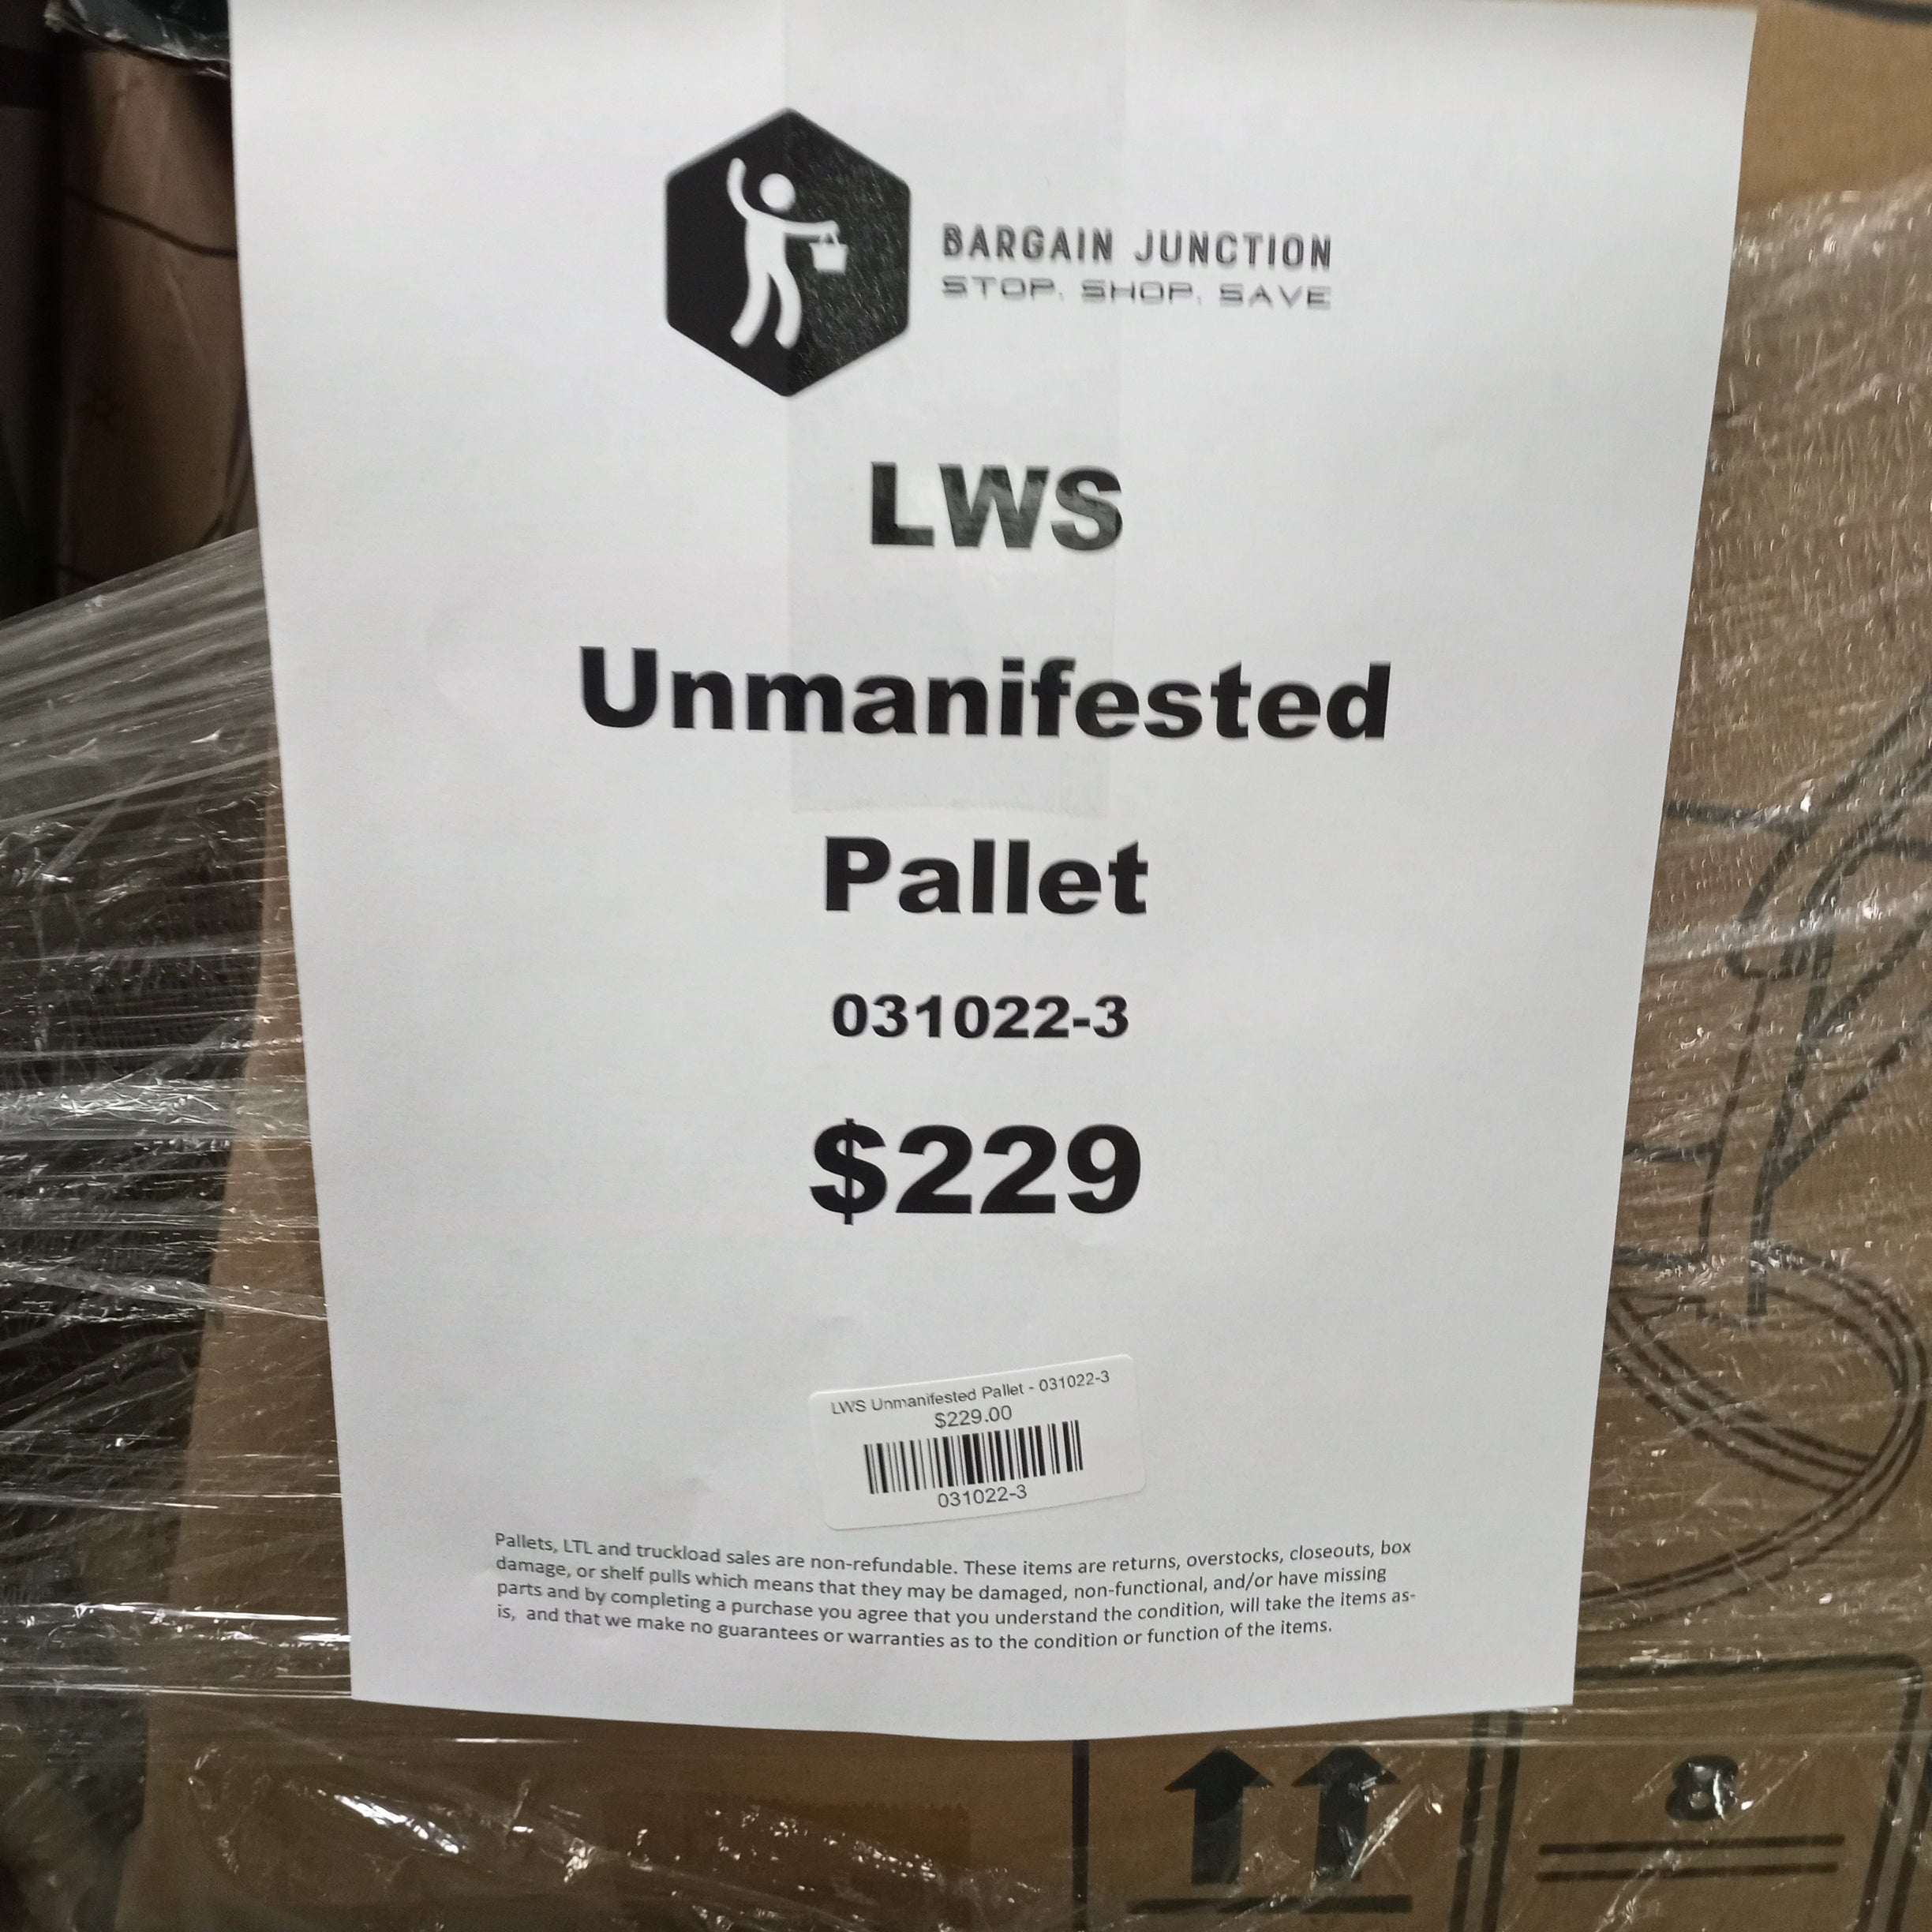 BARGAIN JUNCTION
STOP. SHOP. SAVE
LWS
Unmanifested
Pallet
031022-3
$229
LWS Unmanifested Pallet - 031022-3
$229.00
031022-3
Pallets, LTL and truckload sales are non-refundable. These items are returns, overstocks, closeouts, box
damage, or shelf pulls which means that they may be damaged, non-functional, and/or have missing
parts and by completing a purchase you agree that you understand the condition, will take the items as-
is,  and that we make no guarantees or warranties as to the condition or function of the items.
8